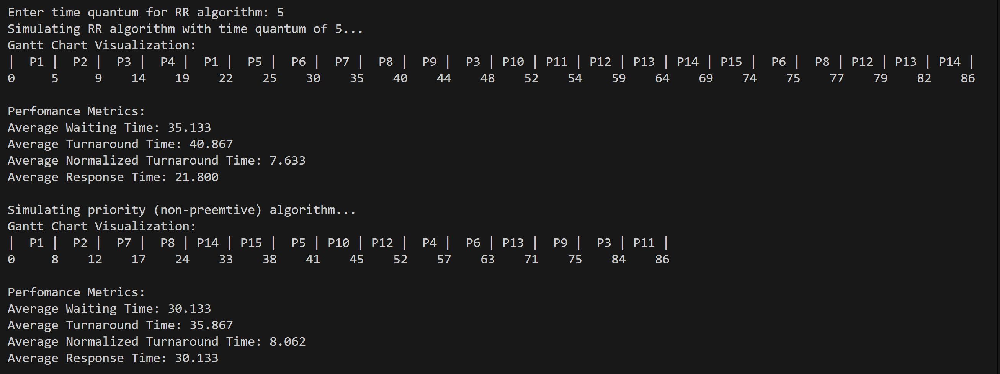 Enter time quantum for RR algorithm: 5
Simulating RR algorithm with time quantum of 5...
Gantt Chart Visualization:
|  P1 |  P2 |  P3 |  P4 |  P1 |  P5 |  P6 |  P7 |  P8 |  P9 |  P3 | P10 | P11 | P12 | P13 | P14 | P15 |  P6 |  P8 | P12 | P13 | P14 |
0     5     9    14    19    22    25    30    35    40    44    48    52    54    59    64    69    74    75    77    79    82    86
Perfomance Metrics:
Average Waiting Time: 35.133
Average Turnaround Time: 40.867
Average Normalized Turnaround Time: 7.633
Average Response Time: 21.800
Simulating priority (non-preemtive) algorithm...
Gantt Chart Visualization:
|  P1 |  P2 |  P7 |  P8 | P14 | P15 |  P5 | P10 | P12 |  P4 |  P6 | P13 |  P9 |  P3 | P11 |
0     8    12    17    24    33    38    41    45    52    57    63    71    75    84    86
Perfomance Metrics:
Average Waiting Time: 30.133
Average Turnaround Time: 35.867
Average Normalized Turnaround Time: 8.062
Average Response Time: 30.133